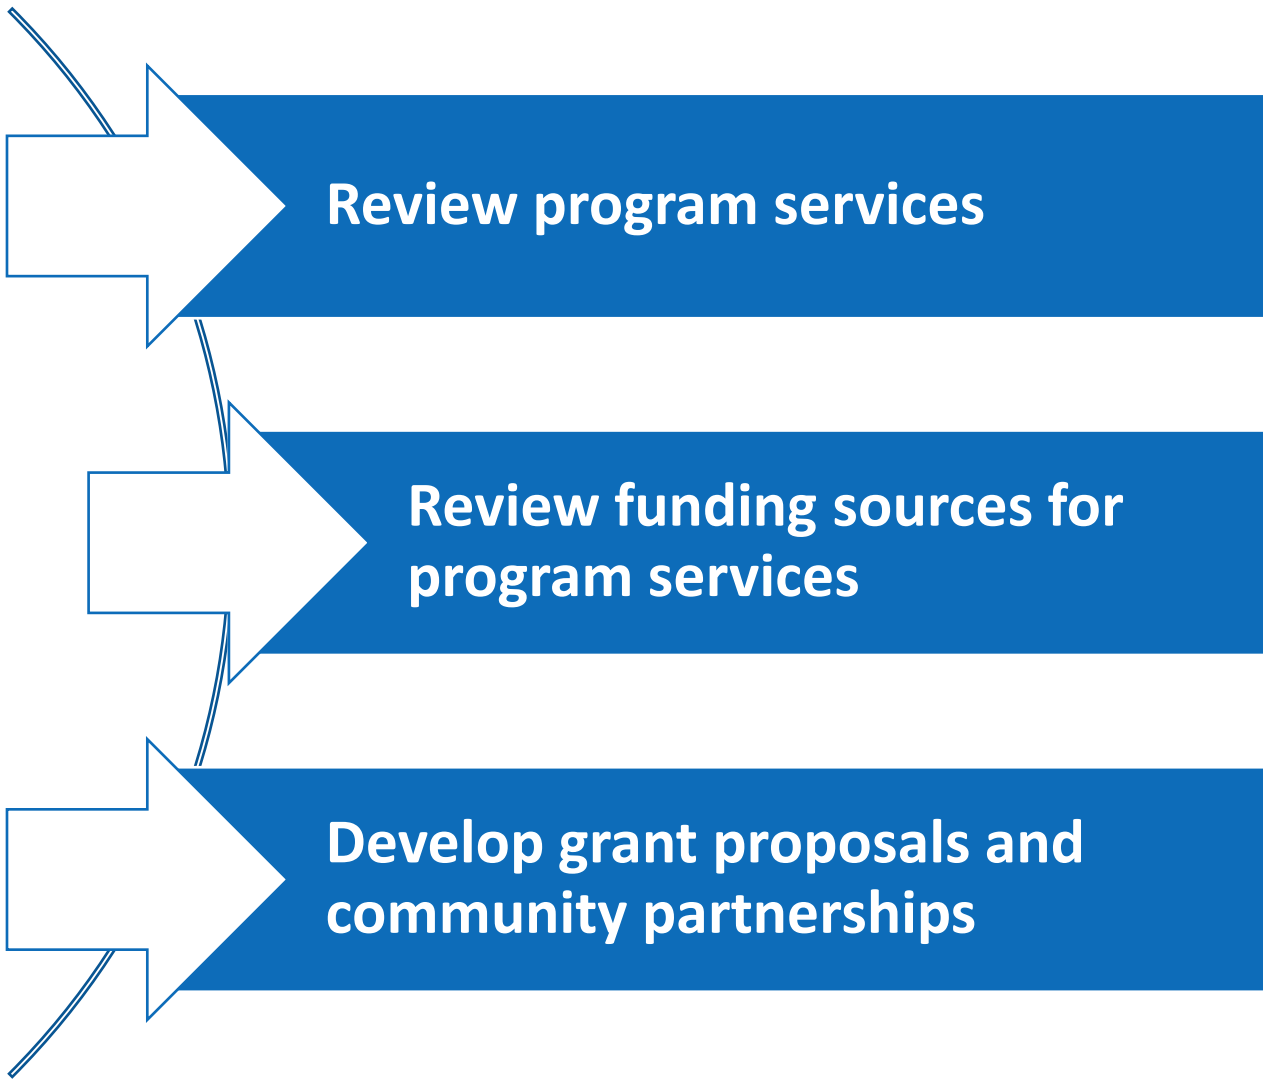 Review program services
Review funding sources for
program services
Develop grant proposals and
community partnerships